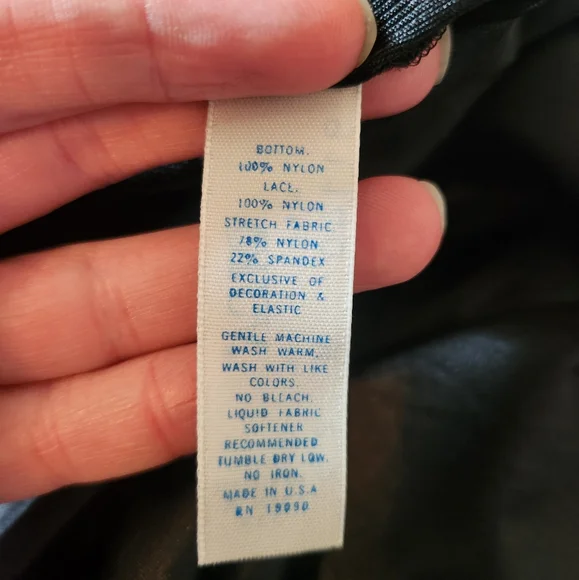 BOTTOM.
100% NYLON
LACE.
100% NYLON
STRETCH FABRIC
78% NYLON
22% SPANDEX
EXCLUSIVE OF
DECORATION &
ELASTIC
GENTLE MACHINE
WASH WARM,
WASH WITH LIKE
COLORS.
NO BLEACH.
LIQUID FABRIC
SOFTENER
RECOMMENDED
TUMBLE DRY LOW.
NO IRON.
MADE IN U.S.A
RN 19090